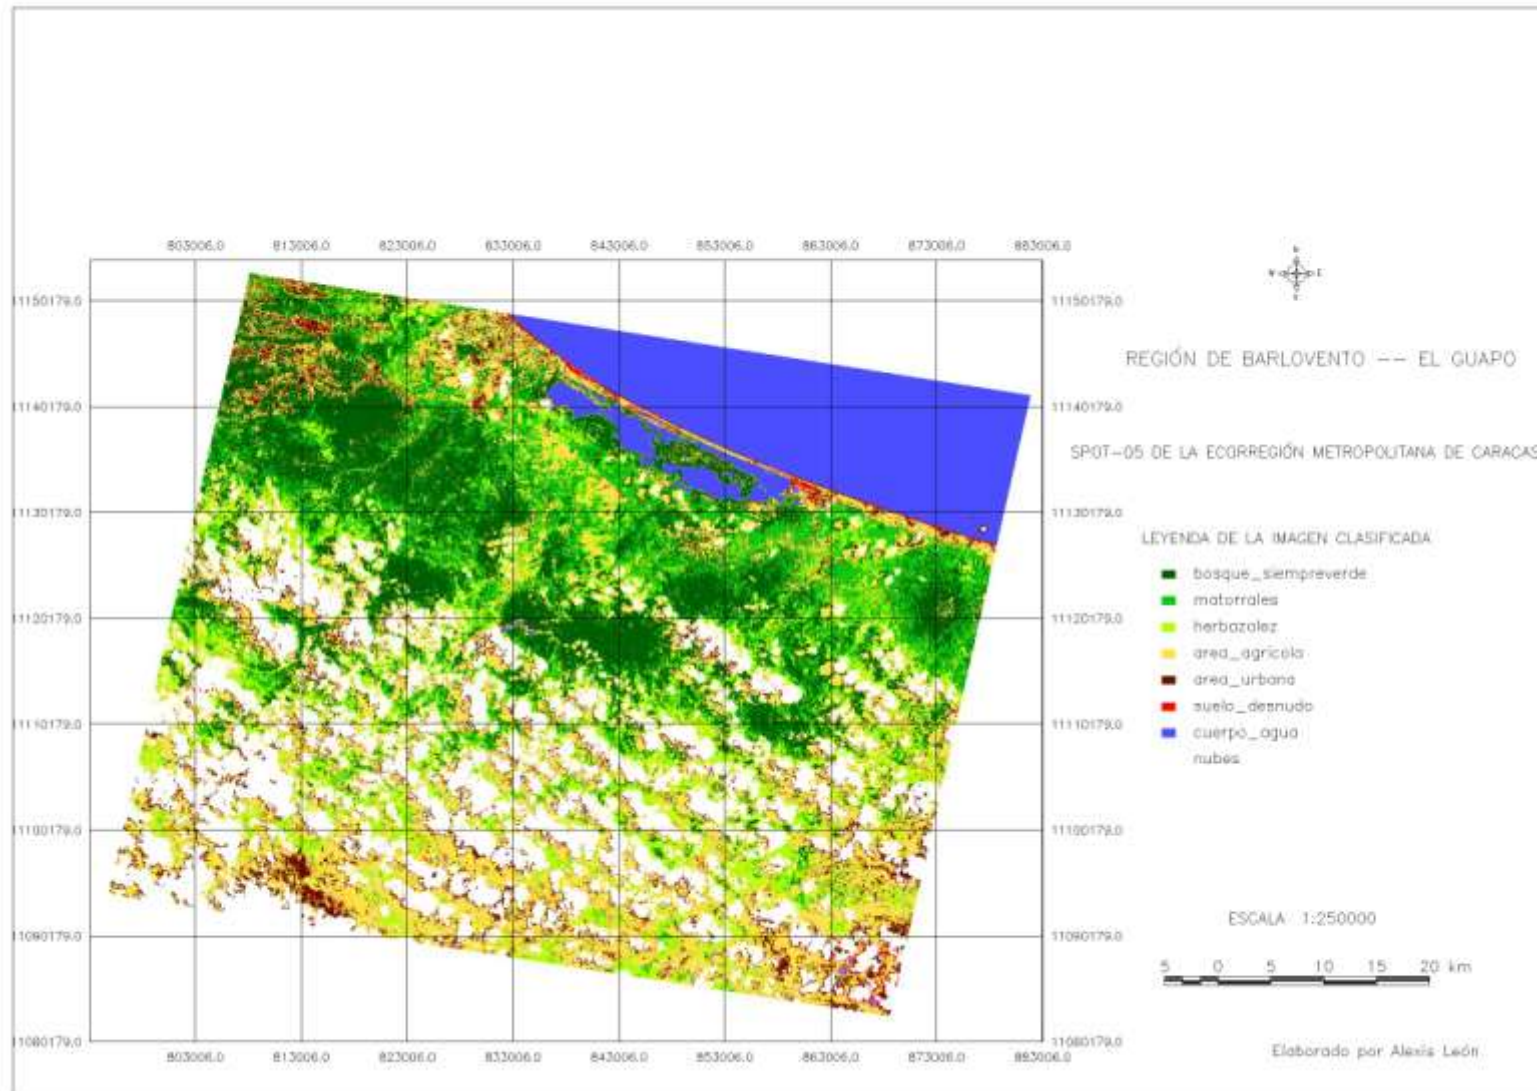 803006.0 813006.0 823006.0 833006.0 843006.0 853006.0 863006.0 873006.0 883006.0
W E
11150179.0 11150179.0
REGIÓN DE BARLOVENTO -- EL GUAPO
11140179.0 11140179.0
SPOT-05 DE LA ECORREGIÓN METROPOLITANA DE CARACAS
11130179.0 11130179.0
LEYENDA DE LA IMAGEN CLASIFICADA
bosque_siempreverde
matorrales
11120179.0 11120179.0
herbazalez
area_agricola
area_urbana
suelo_desnudo
11110179.0 11110179.0
cuerpo_agua
nubes
11100179.0 11100179.0
ESCALA 1:250000
11090179.0 11090179.0
5 0 5 10 15 20 km
11080179.0 11080179.0
803006.0 813006.0 823006.0 833006.0 843006.0 853006.0 863006.0 873006.0 883006.0
Elaborado por Alexis León